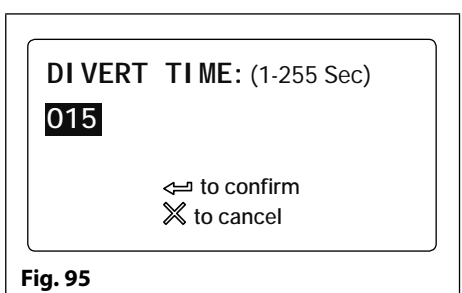 DIVERT TIME: (1-255 Sec)
015
to confirm
to cancel
Fig. 95